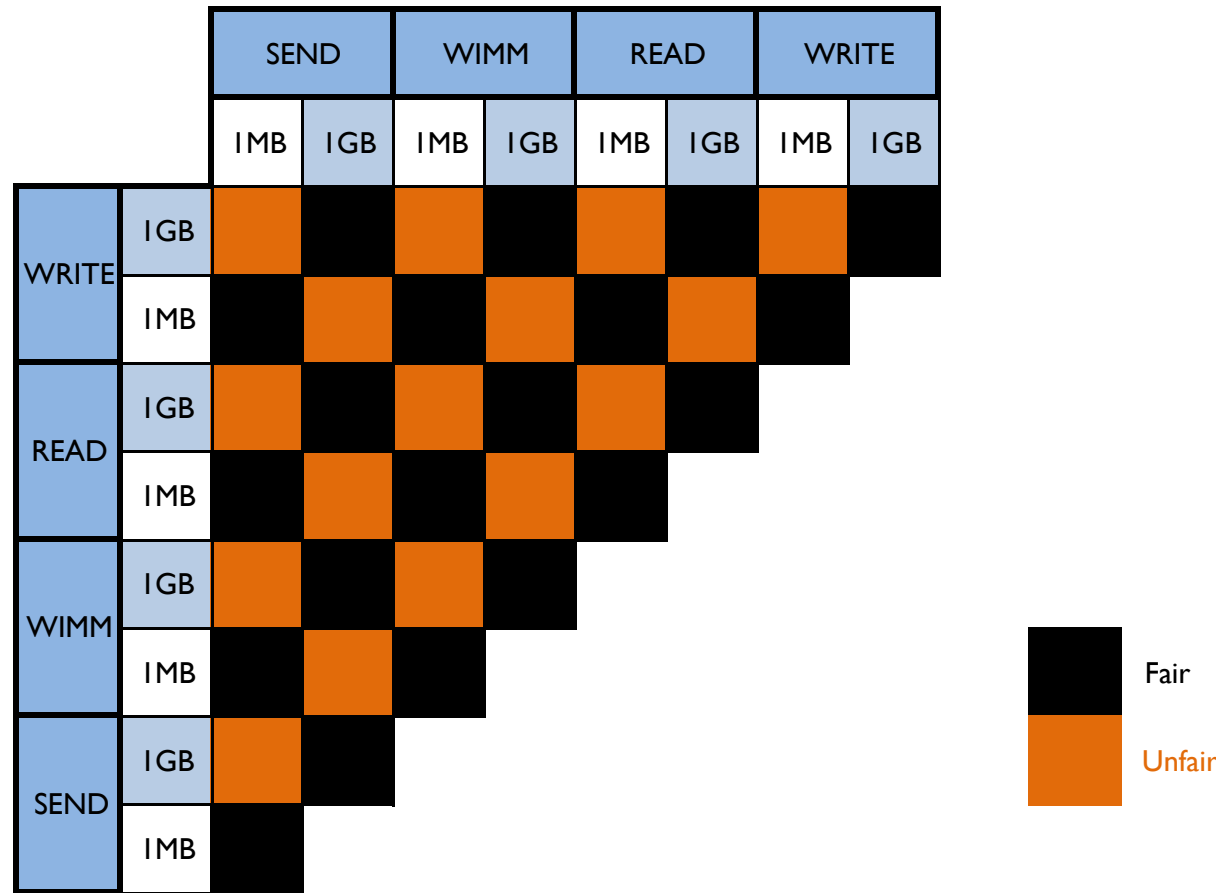 SEND WIMM READ WRITE
1MB 1GB 1MB 1GB 1MB 1GB 1MB 1GB
WRITE
1GB
1MB
READ
1GB
1MB
WIMM
1GB
1MB
SEND
1GB
1MB
Fair
Unfair